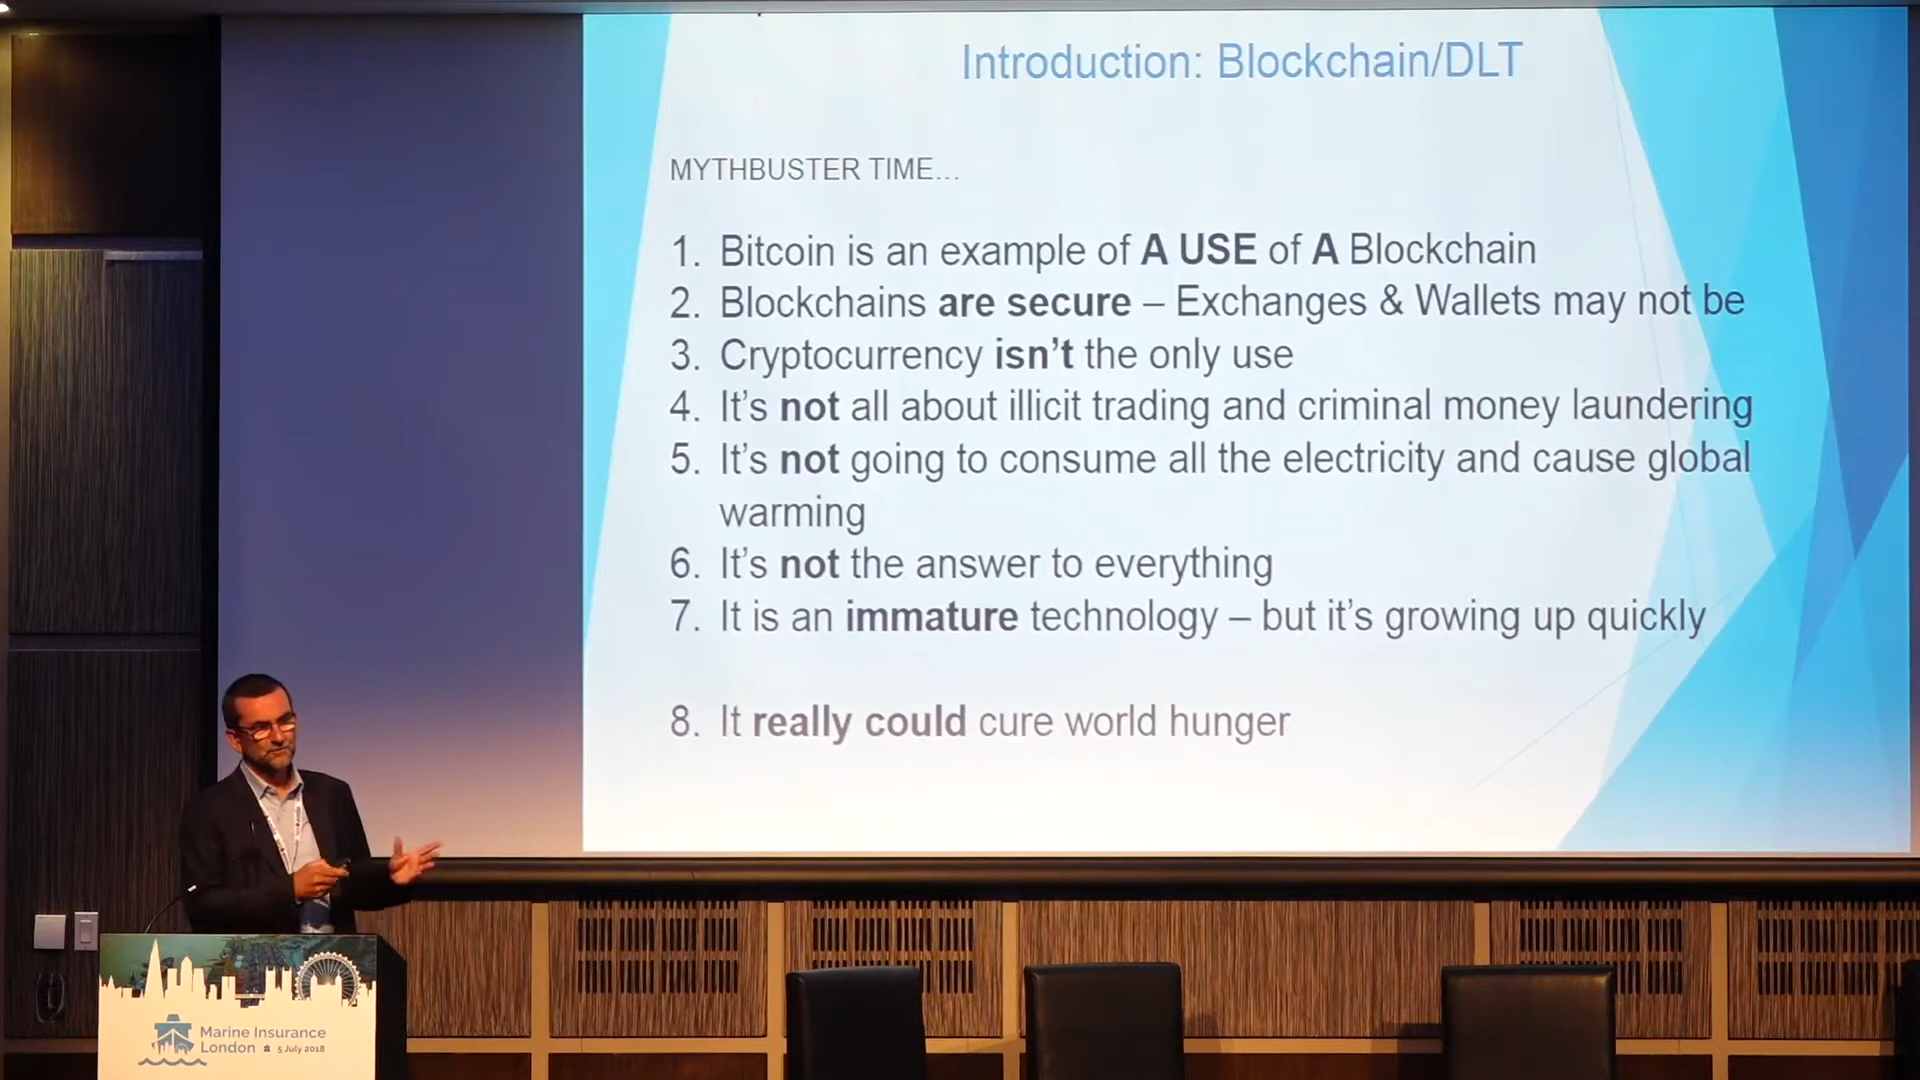 Introduction: Blockchain/DLT
MYTHBUSTER TIME...
1. Bitcoin is an example of A USE of A Blockchain
2. Blockchains are secure – Exchanges & Wallets may not be
3. Cryptocurrency isn't the only use
4. It's not all about illicit trading and criminal money laundering
5. It's not going to consume all the electricity and cause global
warming
6. It's not the answer to everything
7. It is an immature technology – but it's growing up quickly
8. It really could cure world hunger
Marine Insurance
London 5 July 2018